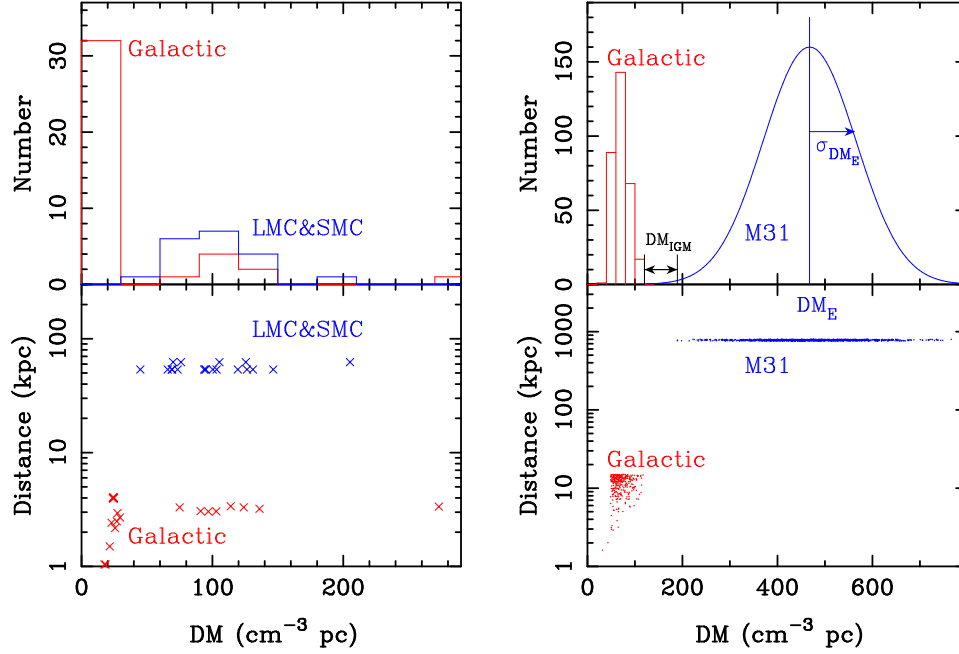 Galactic
LMC&SMC
Number
0
10
20
30
LMC&SMC
Galactic
Distance (kpc)
1
10
100
0
100
200
DM (cm⁻³ pc)
Galactic
σ_DM_E
M31
DM_IGM
Number
0
50
100
150
DM_E
M31
Galactic
Distance (kpc)
1
10
100
1000
0
200
400
600
DM (cm⁻³ pc)